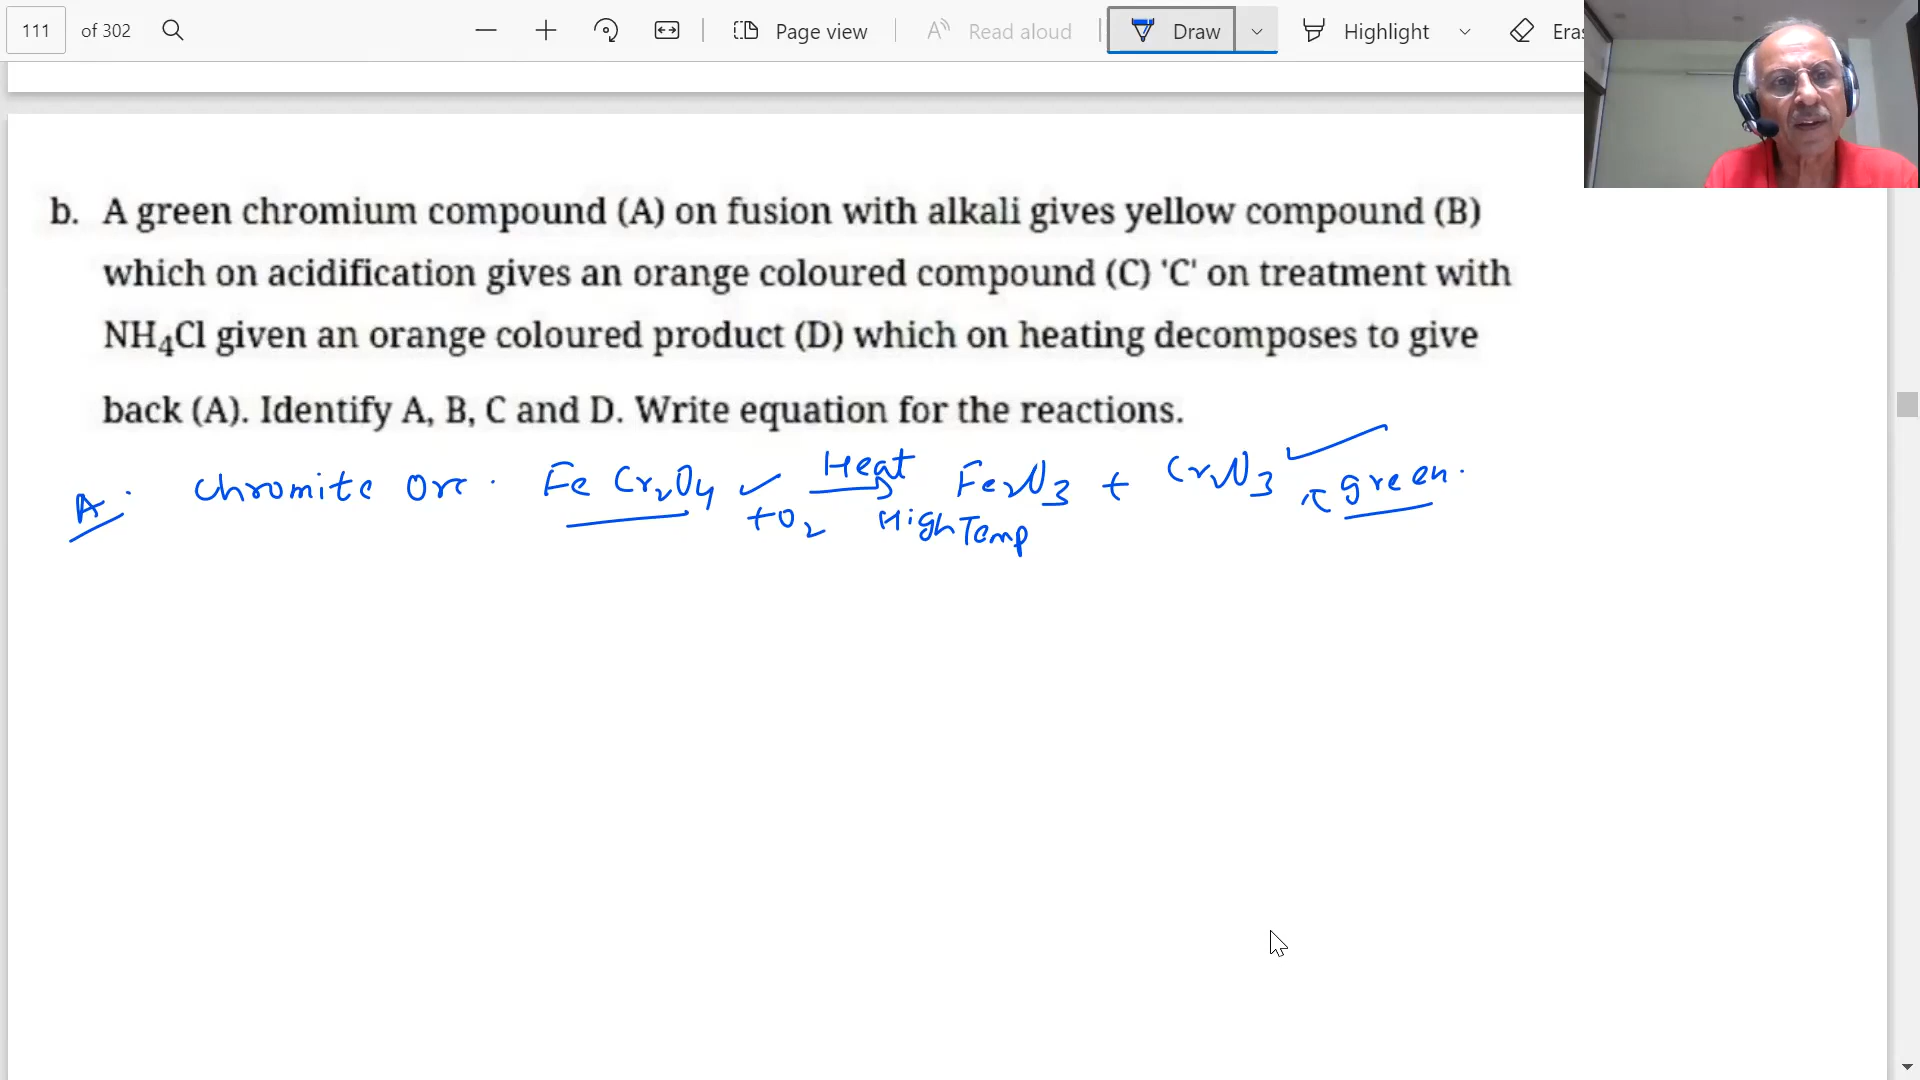 111 of 302 Page view Read aloud Draw Highlight Eras
b. A green chromium compound (A) on fusion with alkali gives yellow compound (B)
which on acidification gives an orange coloured compound (C) 'C' on treatment with
NH₄Cl given an orange coloured product (D) which on heating decomposes to give
back (A). Identify A, B, C and D. Write equation for the reactions.
A: Chromite Ore. FeCr₂O₄ ✓ + O₂ Heat → High Temp Fe₂O₃ + Cr₂O₃ ✓ ↖ green.